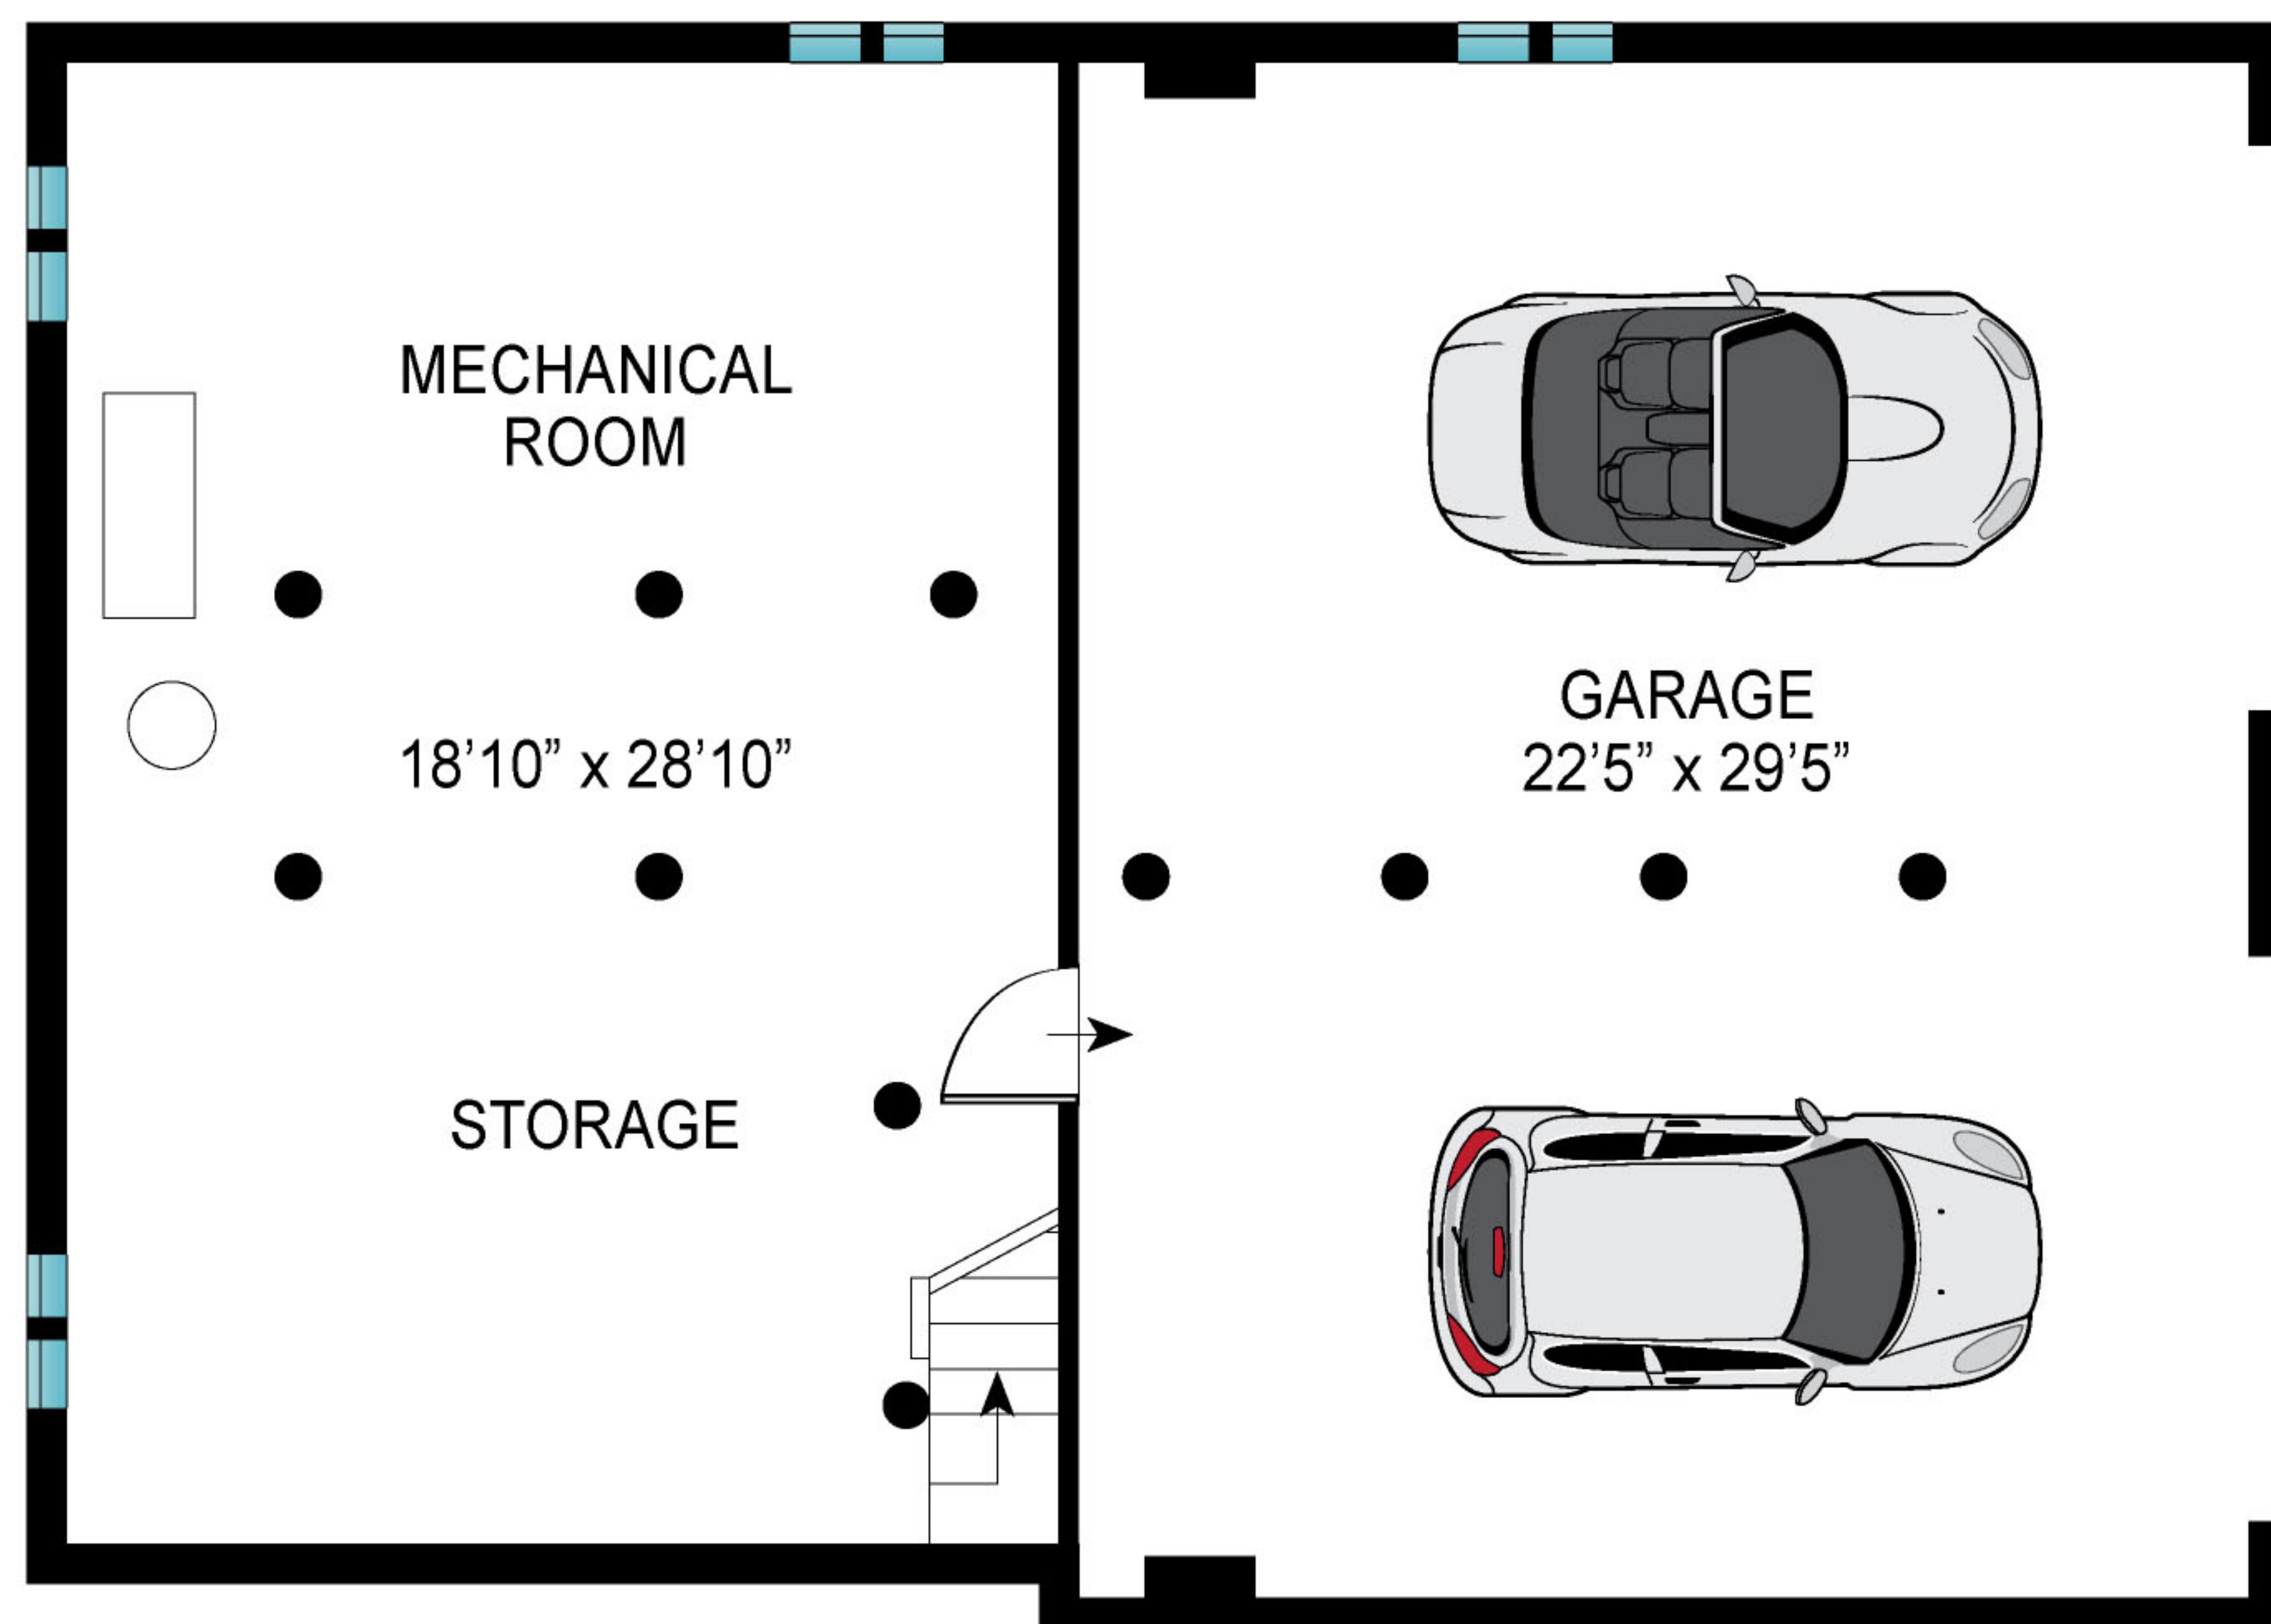 MECHANICAL
ROOM
18’10” x 28’10”
STORAGE
GARAGE
22’5” x 29’5”